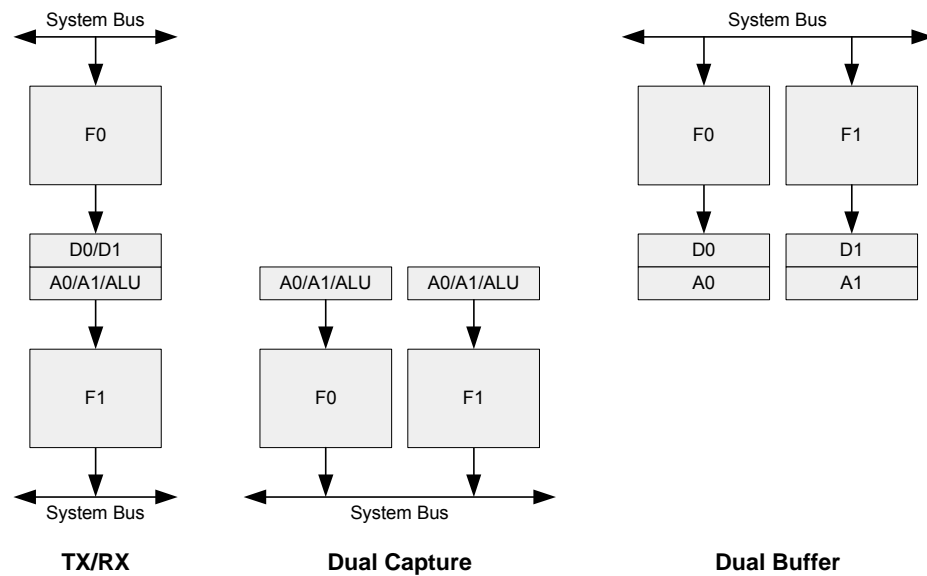 System Bus
F0
D0/D1
A0/A1/ALU
F1
System Bus
TX/RX
A0/A1/ALU
A0/A1/ALU
F0
F1
System Bus
Dual Capture
System Bus
F0
F1
D0
D1
A0
A1
Dual Buffer